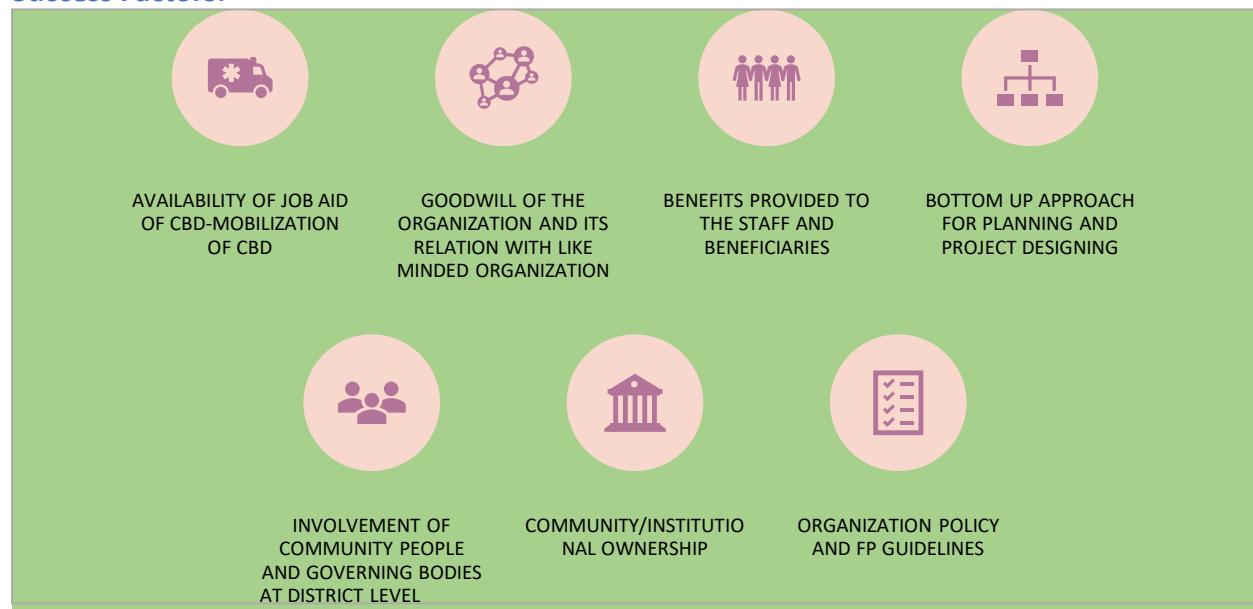 AVAILABILITY OF JOB AID
OF CBD-MOBILIZATION
OF CBD
GOODWILL OF THE
ORGANIZATION AND ITS
RELATION WITH LIKE
MINDED ORGANIZATION
BENEFITS PROVIDED TO
THE STAFF AND
BENEFICIARIES
BOTTOM UP APPROACH
FOR PLANNING AND
PROJECT DESIGNING
INVOLVEMENT OF
COMMUNITY PEOPLE
AND GOVERNING BODIES
AT DISTRICT LEVEL
COMMUNITY/INSTITUTIO
NAL OWNERSHIP
ORGANIZATION POLICY
AND FP GUIDELINES